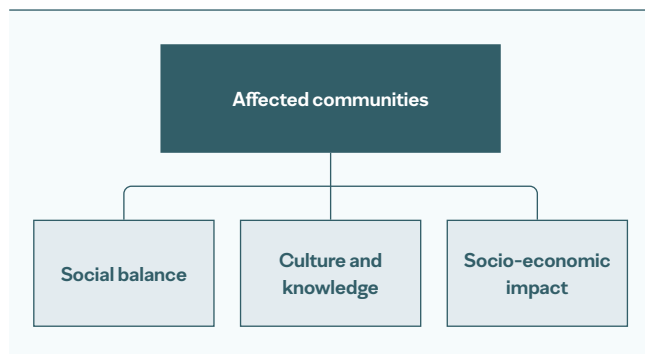 Affected communities
Social balance
Culture and
knowledge
Socio-economic
impact